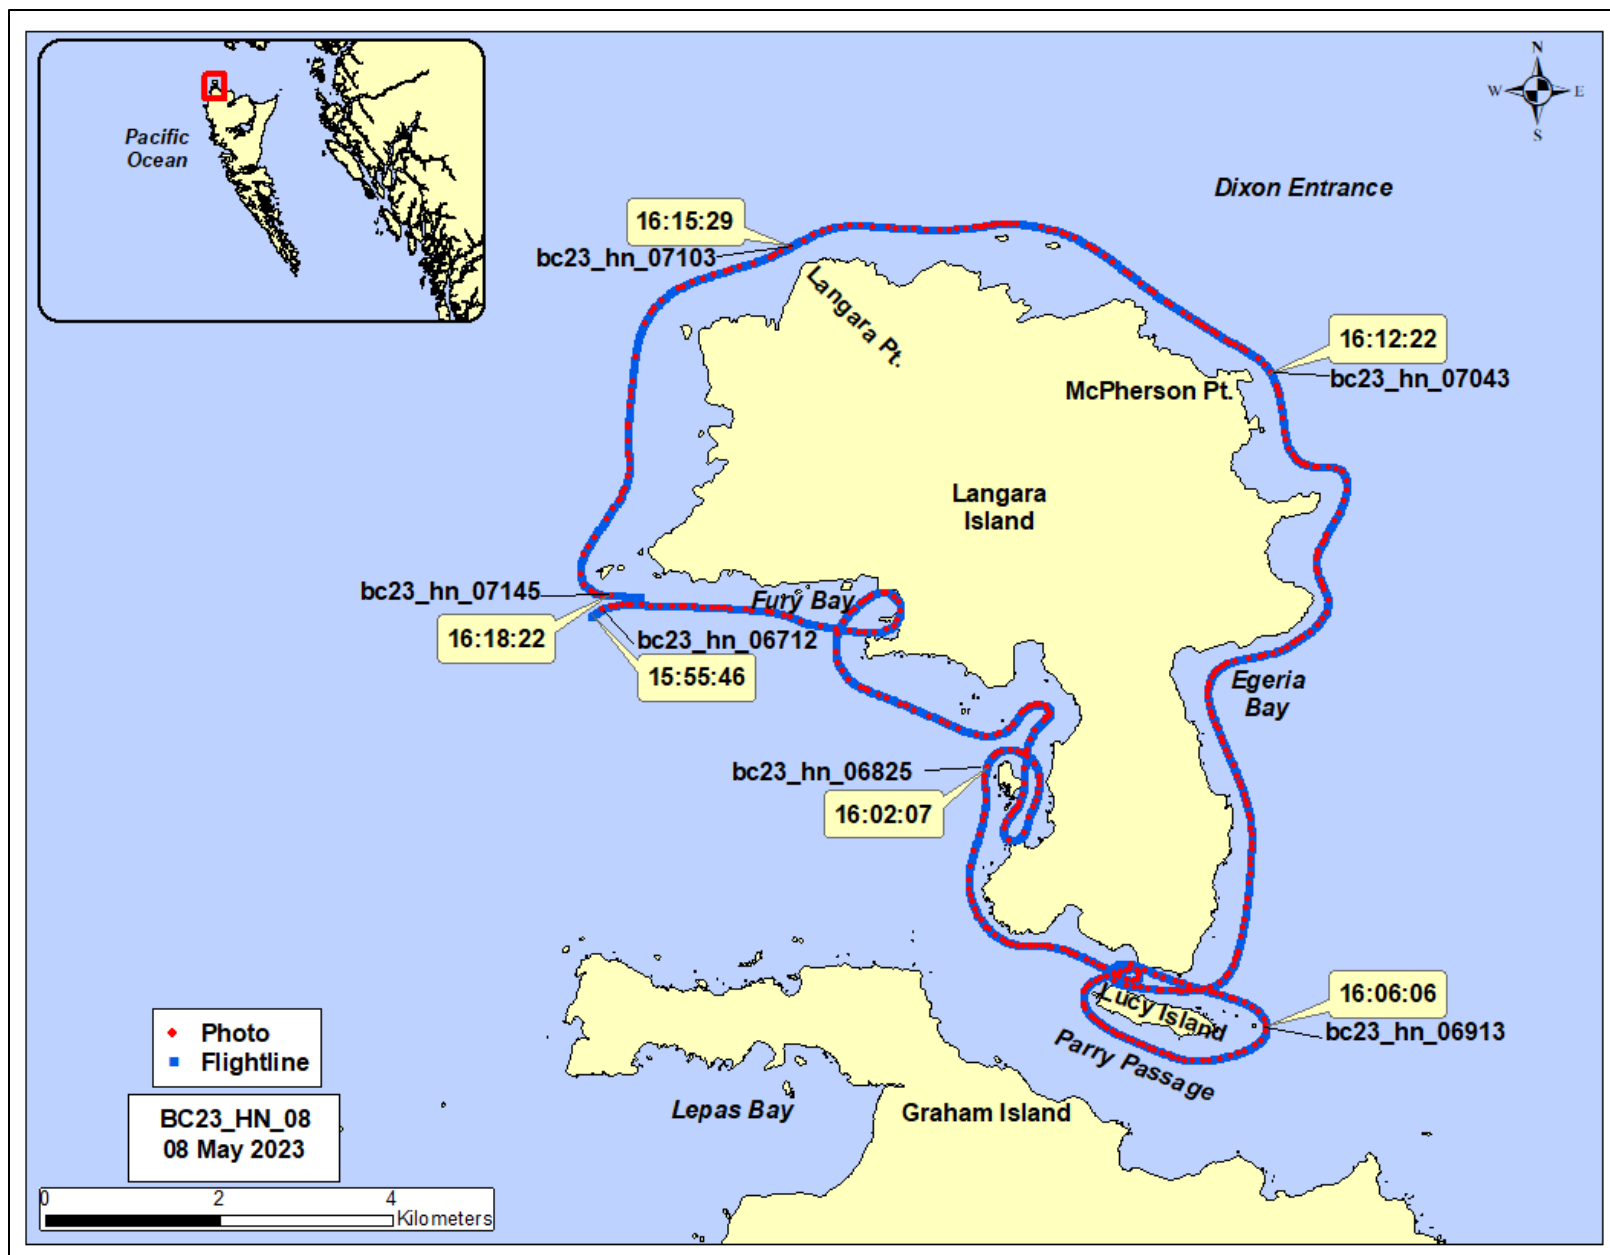 Pacific
Ocean
N
W
E
S
Dixon Entrance
16:15:29
bc23_hn_07103
Langara Pt.
16:12:22
bc23_hn_07043
McPherson Pt.
Langara
Island
bc23_hn_07145
Fury Bay
16:18:22
bc23_hn_06712
15:55:46
Egeria
Bay
bc23_hn_06825
16:02:07
16:06:06
Lucy Island
bc23_hn_06913
Parry Passage
Photo
Flightline
Lepas Bay
Graham Island
BC23_HN_08
08 May 2023
0 2 4
Kilometers